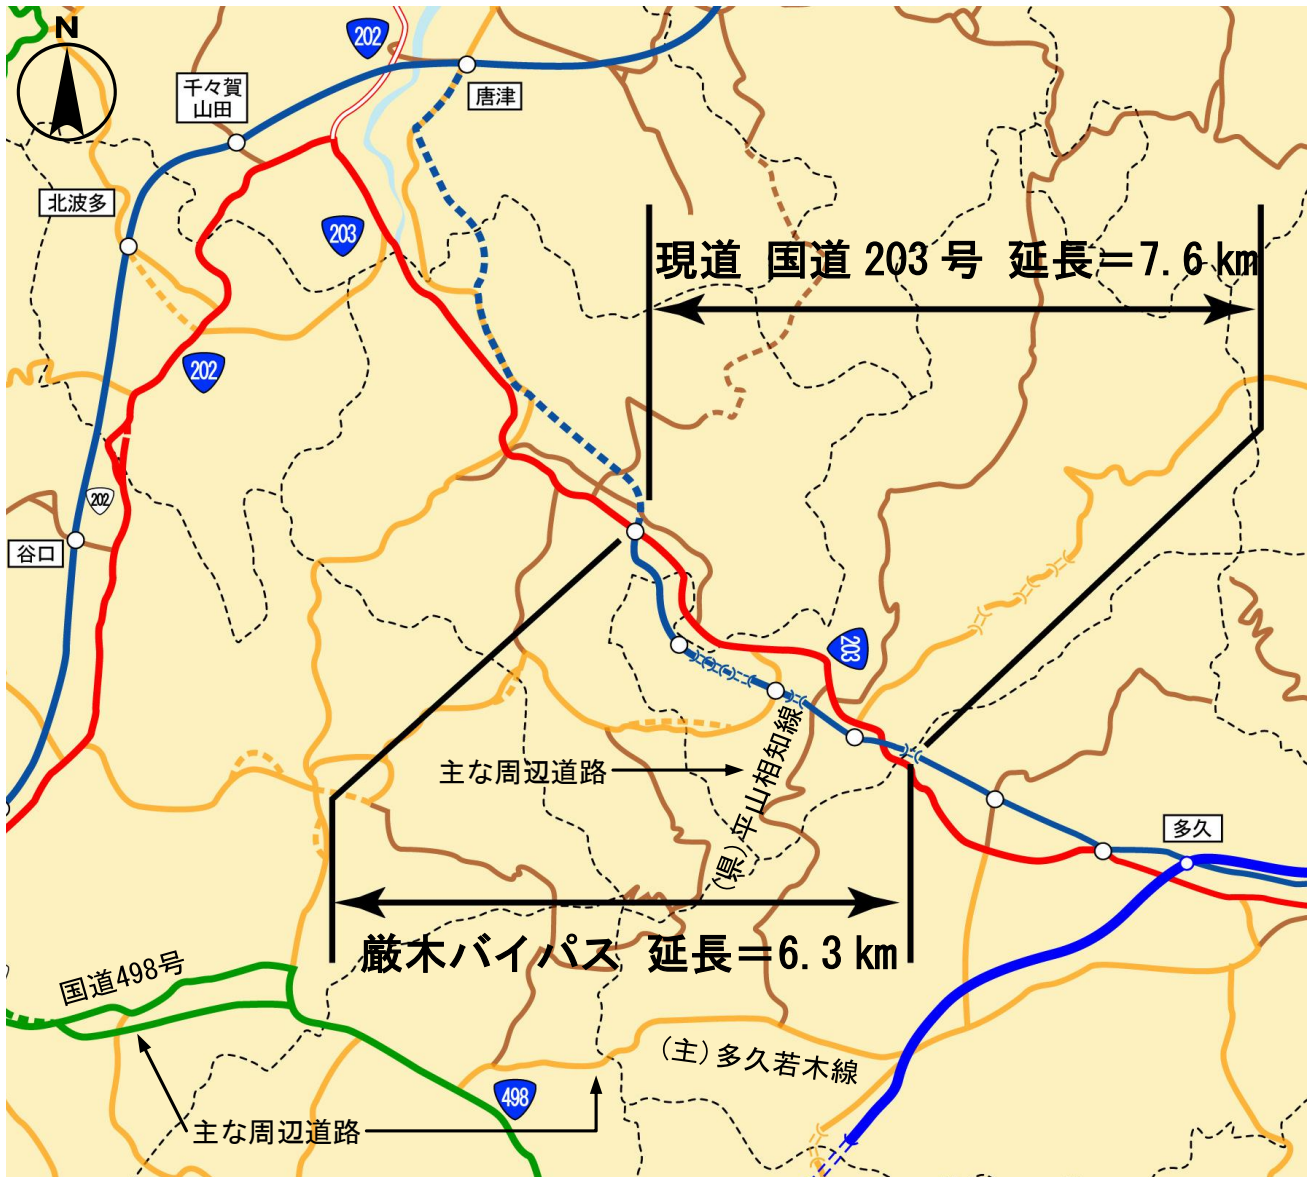 N
202
千々賀
山田
唐津
北波多
203
現道 国道203号 延長=7.6km
202
202
谷口
203
主な周辺道路
(県)平山相知線
多久
厳木バイパス 延長=6.3km
国道498号
(主)多久若木線
498
主な周辺道路